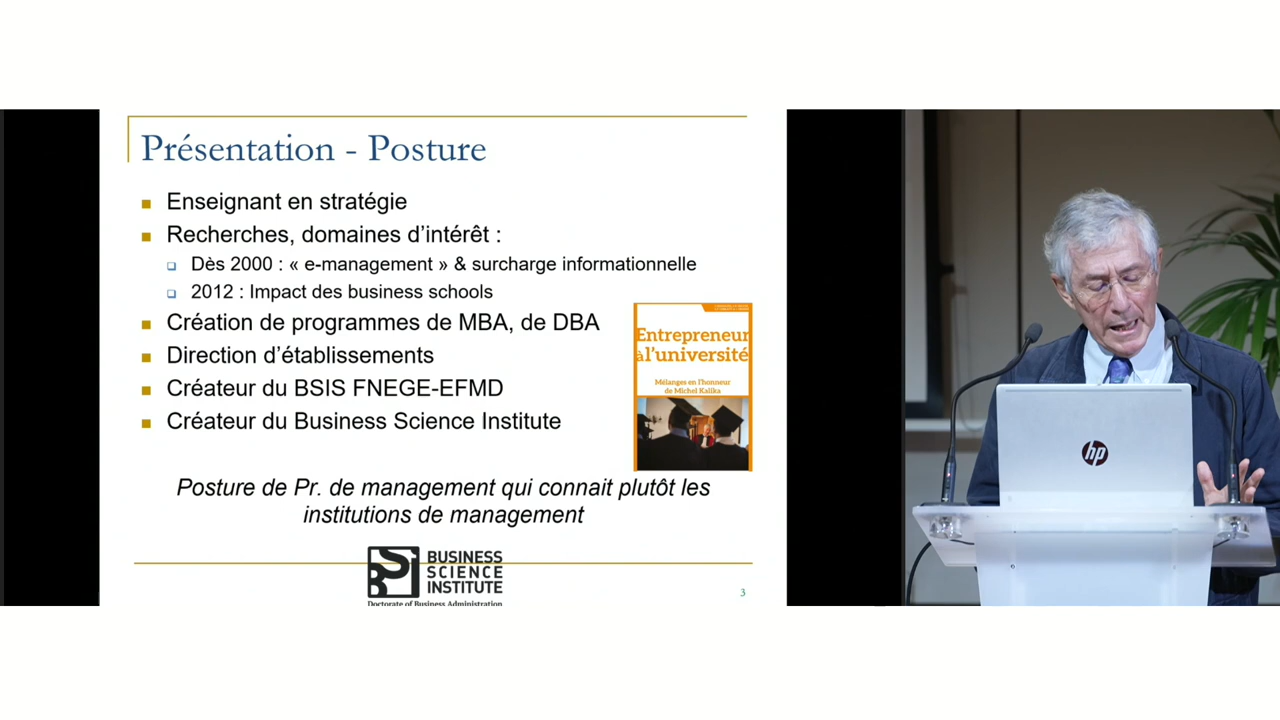 Présentation - Posture
Enseignant en stratégie
Recherches, domaines d'intérêt :
Dès 2000 : « e-management » & surcharge informationnelle
2012 : Impact des business schools
Création de programmes de MBA, de DBA
Direction d'établissements
Créateur du BSIS FNEGE-EFMD
Créateur du Business Science Institute
Entrepreneur
à l'université
Mélanges en l'honneur
de Michel Kalika
Posture de Pr. de management qui connait plutôt les
institutions de management
BUSINESS
SCIENCE
INSTITUTE
Doctorate of Business Administration
3
hp